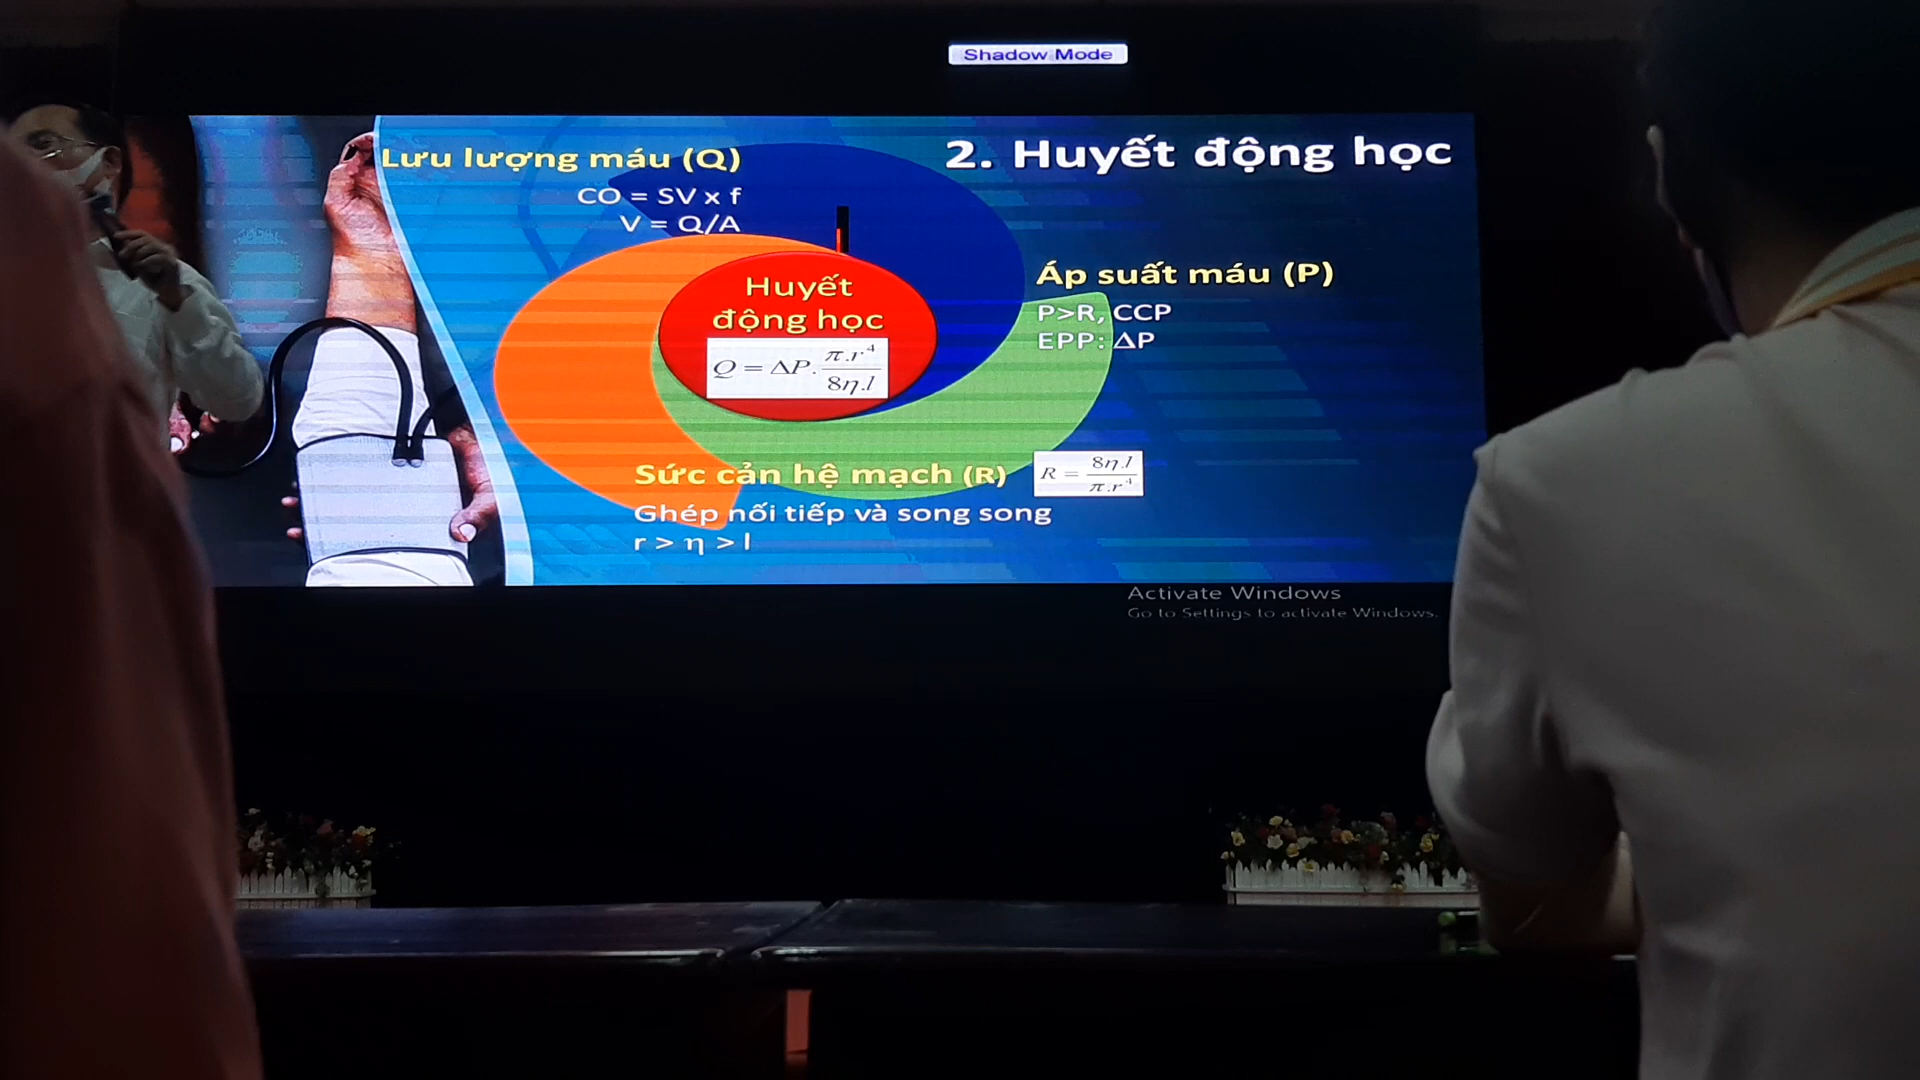 Shadow Mode
2. Huyết động học
Lưu lượng máu (Q)
CO = SV x f
V = Q/A
Huyết
động học
Q = ΔP. π.r⁴ / 8η.l
Áp suất máu (P)
P>R, CCP
EPP: ΔP
Sức cản hệ mạch (R)
R = 8η.l / π.r⁴
Ghép nối tiếp và song song
r > η > l
Activate Windows
Go to Settings to activate Windows.